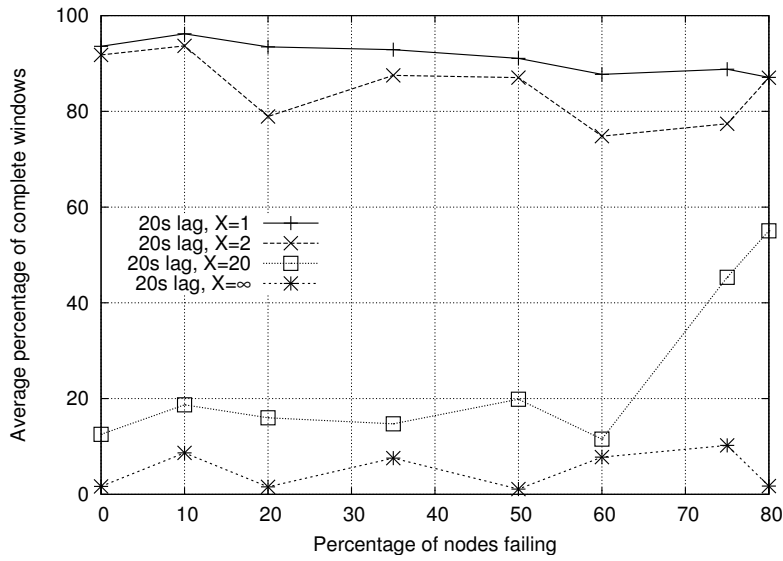 Average percentage of complete windows
100
80
60
40
20
0
20s lag, X=1
20s lag, X=2
20s lag, X=20
20s lag, X=∞
0 10 20 30 40 50 60 70 80
Percentage of nodes failing